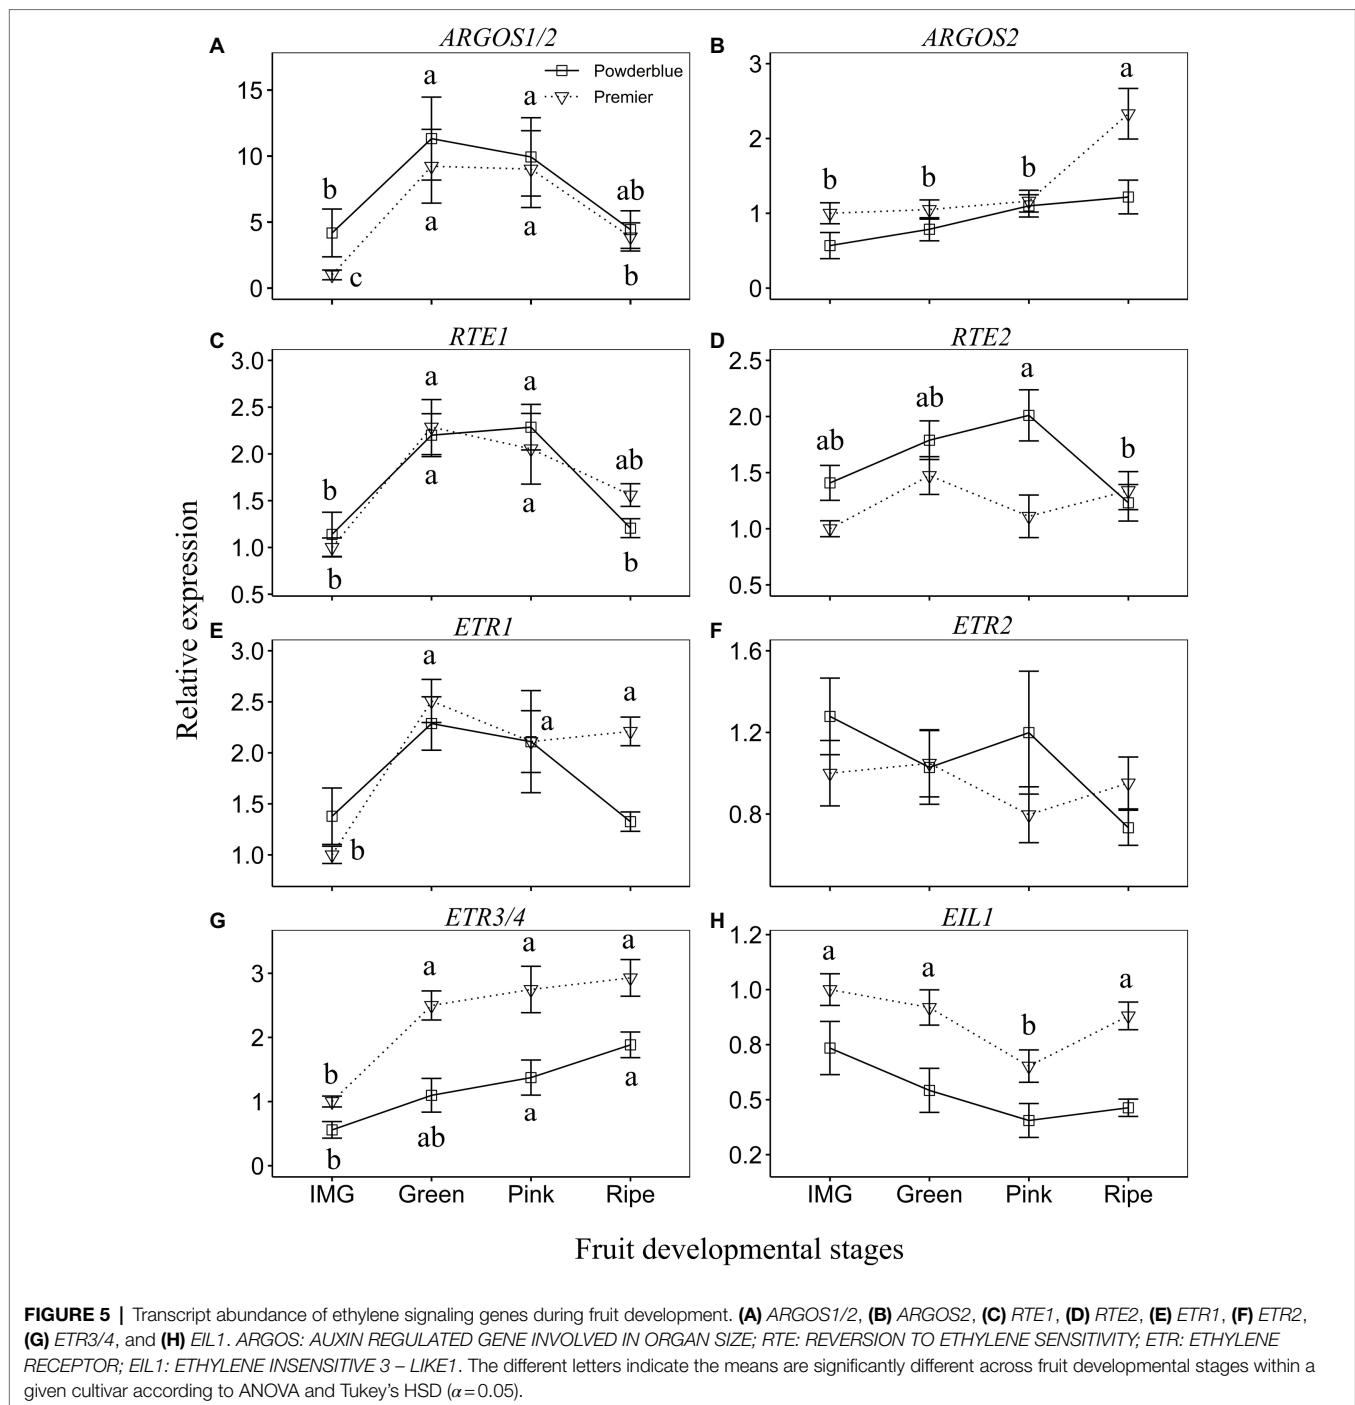 A
ARGOS1/2
B
ARGOS2
Powderblue
Premier
15
10
5
0
b
a
a
ab
c
a
a
b
3
2
1
0
b
b
b
a
C
RTE1
D
RTE2
3.0
2.5
2.0
1.5
1.0
0.5
b
a
a
ab
b
a
a
b
2.5
2.0
1.5
1.0
0.5
ab
ab
a
b
Relative expression
E
ETR1
F
ETR2
3.0
2.5
2.0
1.5
1.0
b
a
a
a
1.6
1.2
0.8
G
ETR3/4
H
EIL1
3
2
1
0
b
a
a
a
b
ab
a
a
1.2
1.0
0.8
0.5
0.2
a
a
b
a
IMG Green Pink Ripe
IMG Green Pink Ripe
Fruit developmental stages
FIGURE 5 | Transcript abundance of ethylene signaling genes during fruit development. (A) ARGOS1/2, (B) ARGOS2, (C) RTE1, (D) RTE2, (E) ETR1, (F) ETR2,
(G) ETR3/4, and (H) EIL1. ARGOS: AUXIN REGULATED GENE INVOLVED IN ORGAN SIZE; RTE: REVERSION TO ETHYLENE SENSITIVITY; ETR: ETHYLENE
RECEPTOR; EIL1: ETHYLENE INSENSITIVE 3 – LIKE1. The different letters indicate the means are significantly different across fruit developmental stages within a
given cultivar according to ANOVA and Tukey's HSD (α=0.05).